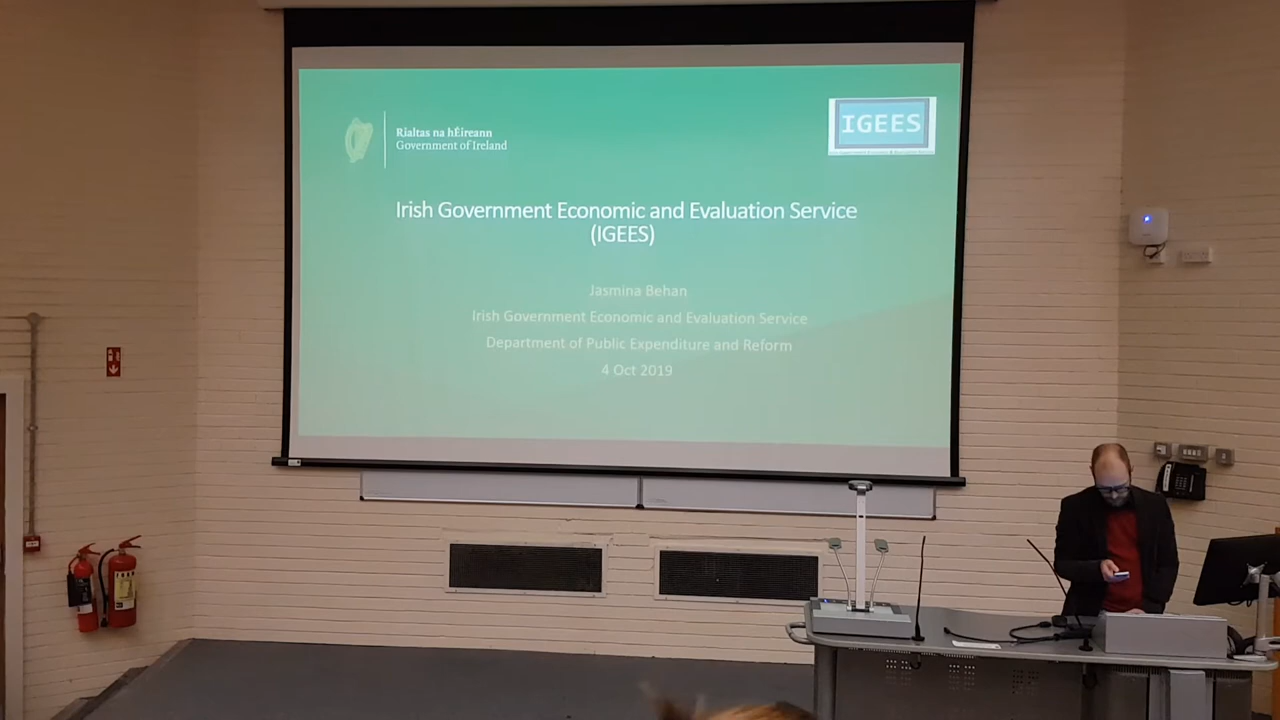 Rialtas na hÉireann
Government of Ireland
IGEES
Irish Government Economic and Evaluation Service
(IGEES)
Jasmina Behan
Irish Government Economic and Evaluation Service
Department of Public Expenditure and Reform
4 Oct 2019